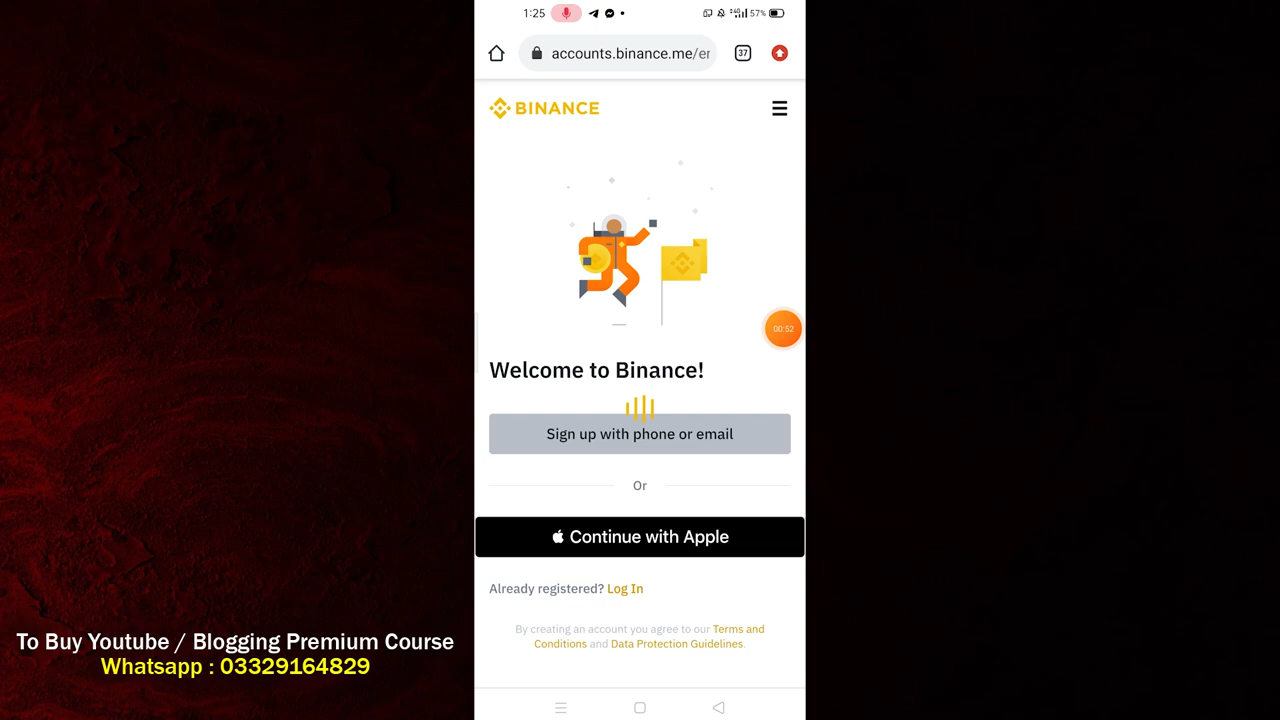 1:25
57%
accounts.binance.me/er
37
BINANCE
00:52
Welcome to Binance!
Sign up with phone or email
Or
Continue with Apple
Already registered? Log In
By creating an account you agree to our Terms and
Conditions and Data Protection Guidelines.
To Buy Youtube / Blogging Premium Course
Whatsapp : 03329164829